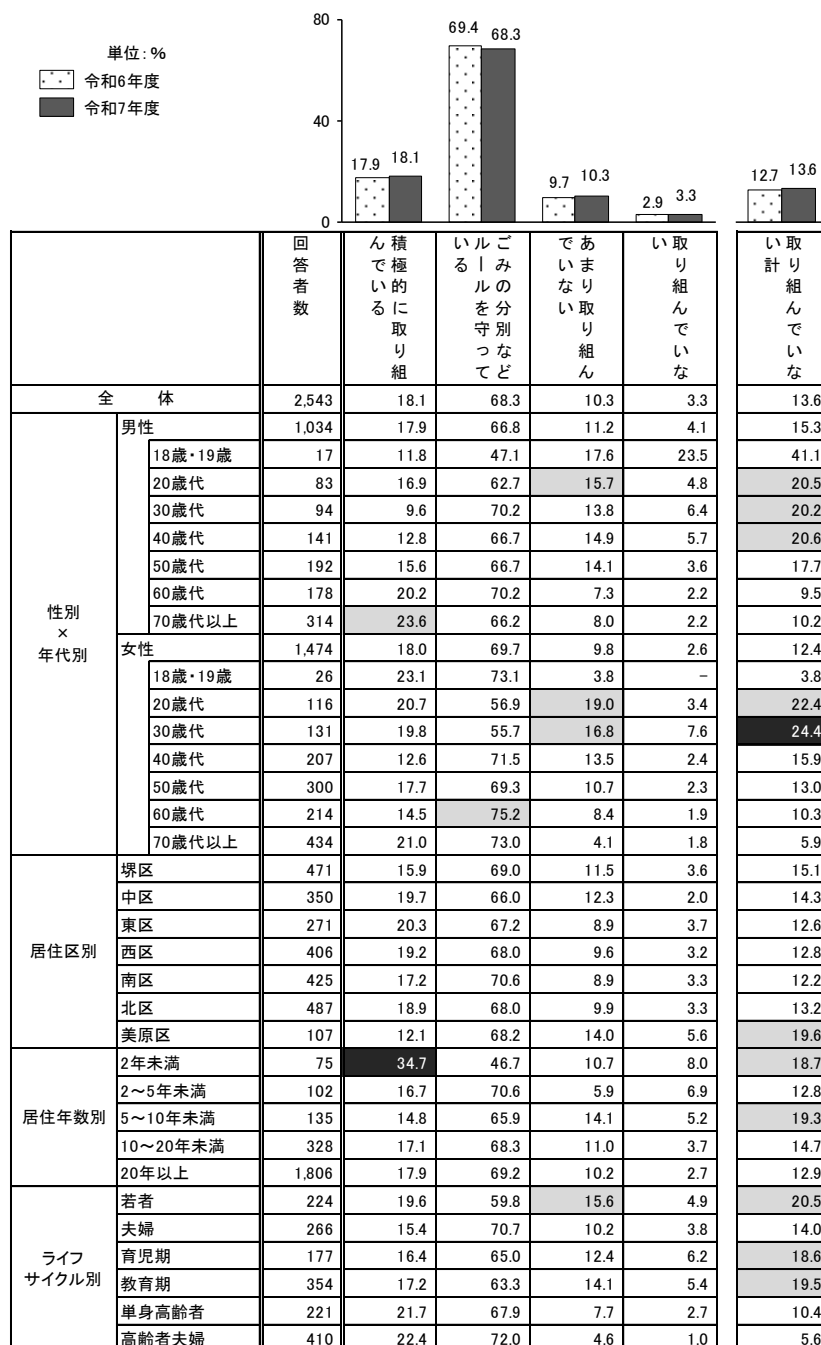 単位:%
令和6年度
令和7年度
80
40
0
17.9 18.1
69.4 68.3
9.7 10.3
2.9 3.3
12.7 13.6
回答者数
積極的に取り組んでいる
ごみの分別などルールを守っている
あまり取り組んでいない
取り組んでいない
取り組んでいない計
全 体 2,543 18.1 68.3 10.3 3.3 13.6
性別×年代別
男性 1,034 17.9 66.8 11.2 4.1 15.3
18歳・19歳 17 11.8 47.1 17.6 23.5 41.1
20歳代 83 16.9 62.7 15.7 4.8 20.5
30歳代 94 9.6 70.2 13.8 6.4 20.2
40歳代 141 12.8 66.7 14.9 5.7 20.6
50歳代 192 15.6 66.7 14.1 3.6 17.7
60歳代 178 20.2 70.2 7.3 2.2 9.5
70歳代以上 314 23.6 66.2 8.0 2.2 10.2
女性 1,474 18.0 69.7 9.8 2.6 12.4
18歳・19歳 26 23.1 73.1 3.8 − 3.8
20歳代 116 20.7 56.9 19.0 3.4 22.4
30歳代 131 19.8 55.7 16.8 7.6 24.4
40歳代 207 12.6 71.5 13.5 2.4 15.9
50歳代 300 17.7 69.3 10.7 2.3 13.0
60歳代 214 14.5 75.2 8.4 1.9 10.3
70歳代以上 434 21.0 73.0 4.1 1.8 5.9
居住区別
堺区 471 15.9 69.0 11.5 3.6 15.1
中区 350 19.7 66.0 12.3 2.0 14.3
東区 271 20.3 67.2 8.9 3.7 12.6
西区 406 19.2 68.0 9.6 3.2 12.8
南区 425 17.2 70.6 8.9 3.3 12.2
北区 487 18.9 68.0 9.9 3.3 13.2
美原区 107 12.1 68.2 14.0 5.6 19.6
居住年数別
2年未満 75 34.7 46.7 10.7 8.0 18.7
2～5年未満 102 16.7 70.6 5.9 6.9 12.8
5～10年未満 135 14.8 65.9 14.1 5.2 19.3
10～20年未満 328 17.1 68.3 11.0 3.7 14.7
20年以上 1,806 17.9 69.2 10.2 2.7 12.9
ライフサイクル別
若者 224 19.6 59.8 15.6 4.9 20.5
夫婦 266 15.4 70.7 10.2 3.8 14.0
育児期 177 16.4 65.0 12.4 6.2 18.6
教育期 354 17.2 63.3 14.1 5.4 19.5
単身高齢者 221 21.7 67.9 7.7 2.7 10.4
高齢者夫婦 410 22.4 72.0 4.6 1.0 5.6